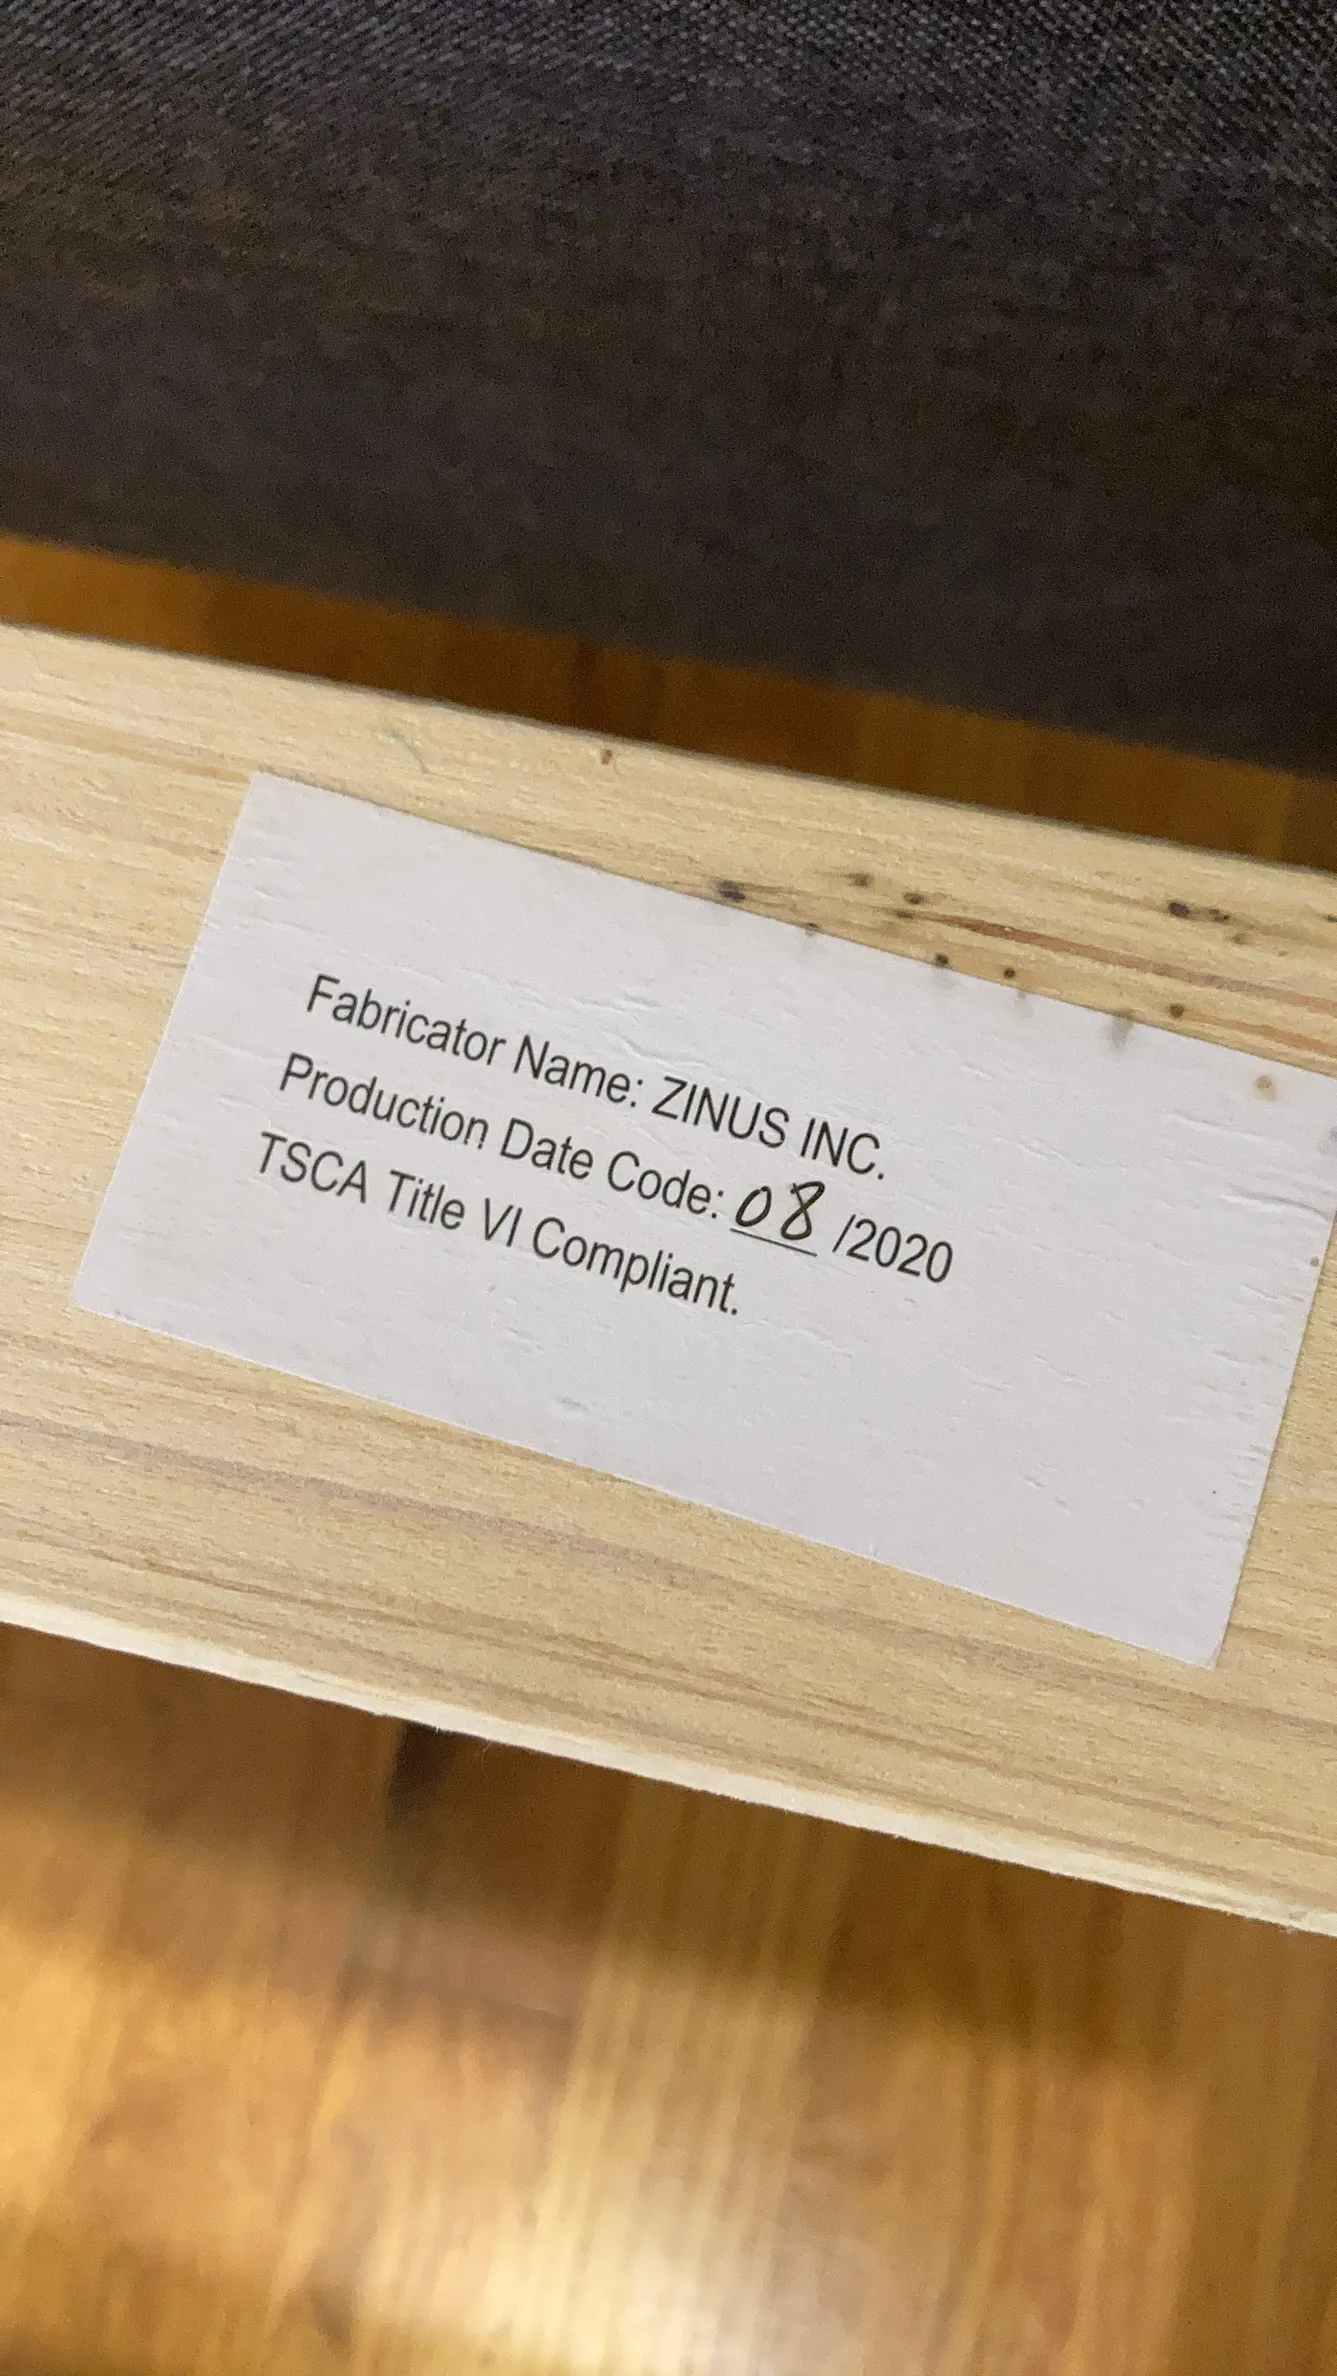 Fabricator Name: ZINUS INC.
Production Date Code: 08 /2020
TSCA Title VI Compliant.